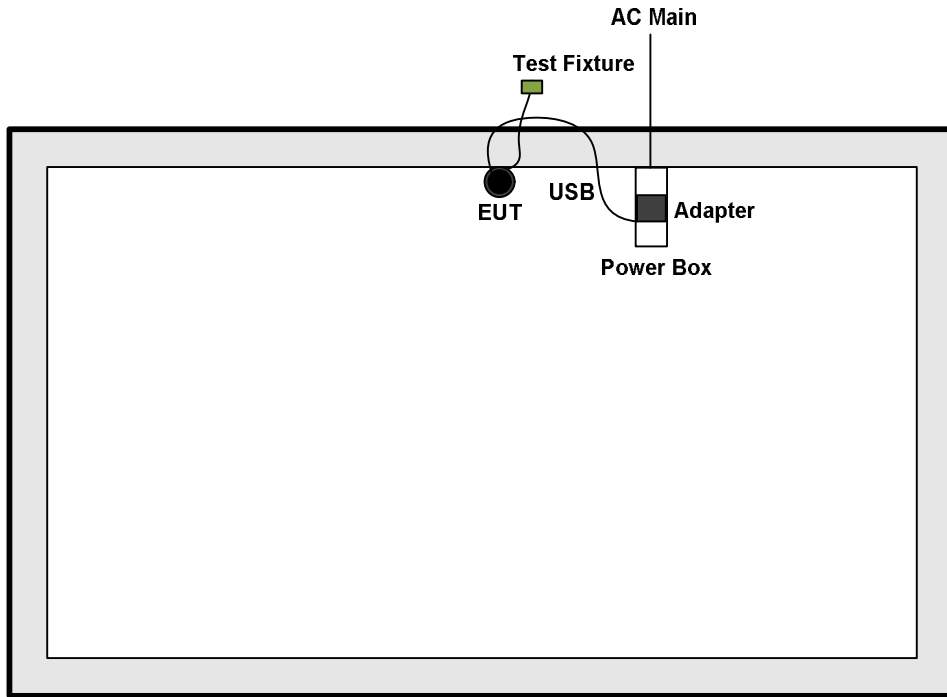 AC Main
Test Fixture
USB
EUT
Adapter
Power Box